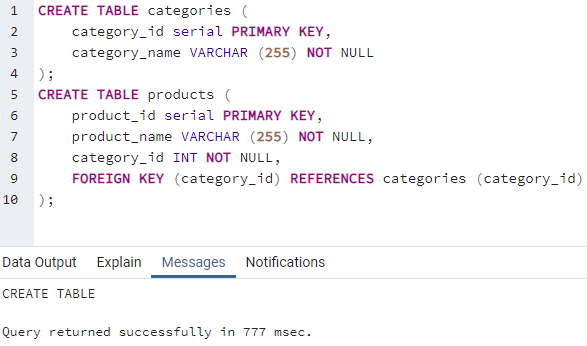 1 CREATE TABLE categories (
2     category_id serial PRIMARY KEY,
3     category_name VARCHAR (255) NOT NULL
4 );
5 CREATE TABLE products (
6     product_id serial PRIMARY KEY,
7     product_name VARCHAR (255) NOT NULL,
8     category_id INT NOT NULL,
9     FOREIGN KEY (category_id) REFERENCES categories (category_id)
10 );
Data Output Explain Messages Notifications
CREATE TABLE
Query returned successfully in 777 msec.